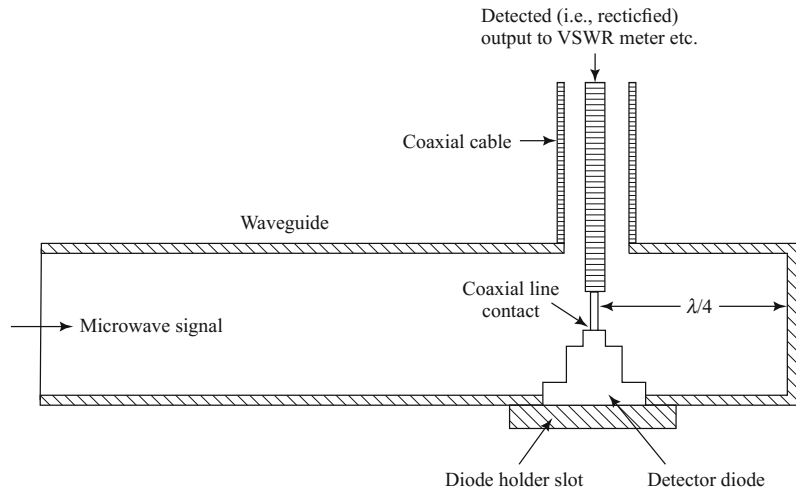 Detected (i.e., recticfied)
output to VSWR meter etc.
Coaxial cable
Waveguide
Coaxial line
contact
λ/4
Microwave signal
Diode holder slot
Detector diode